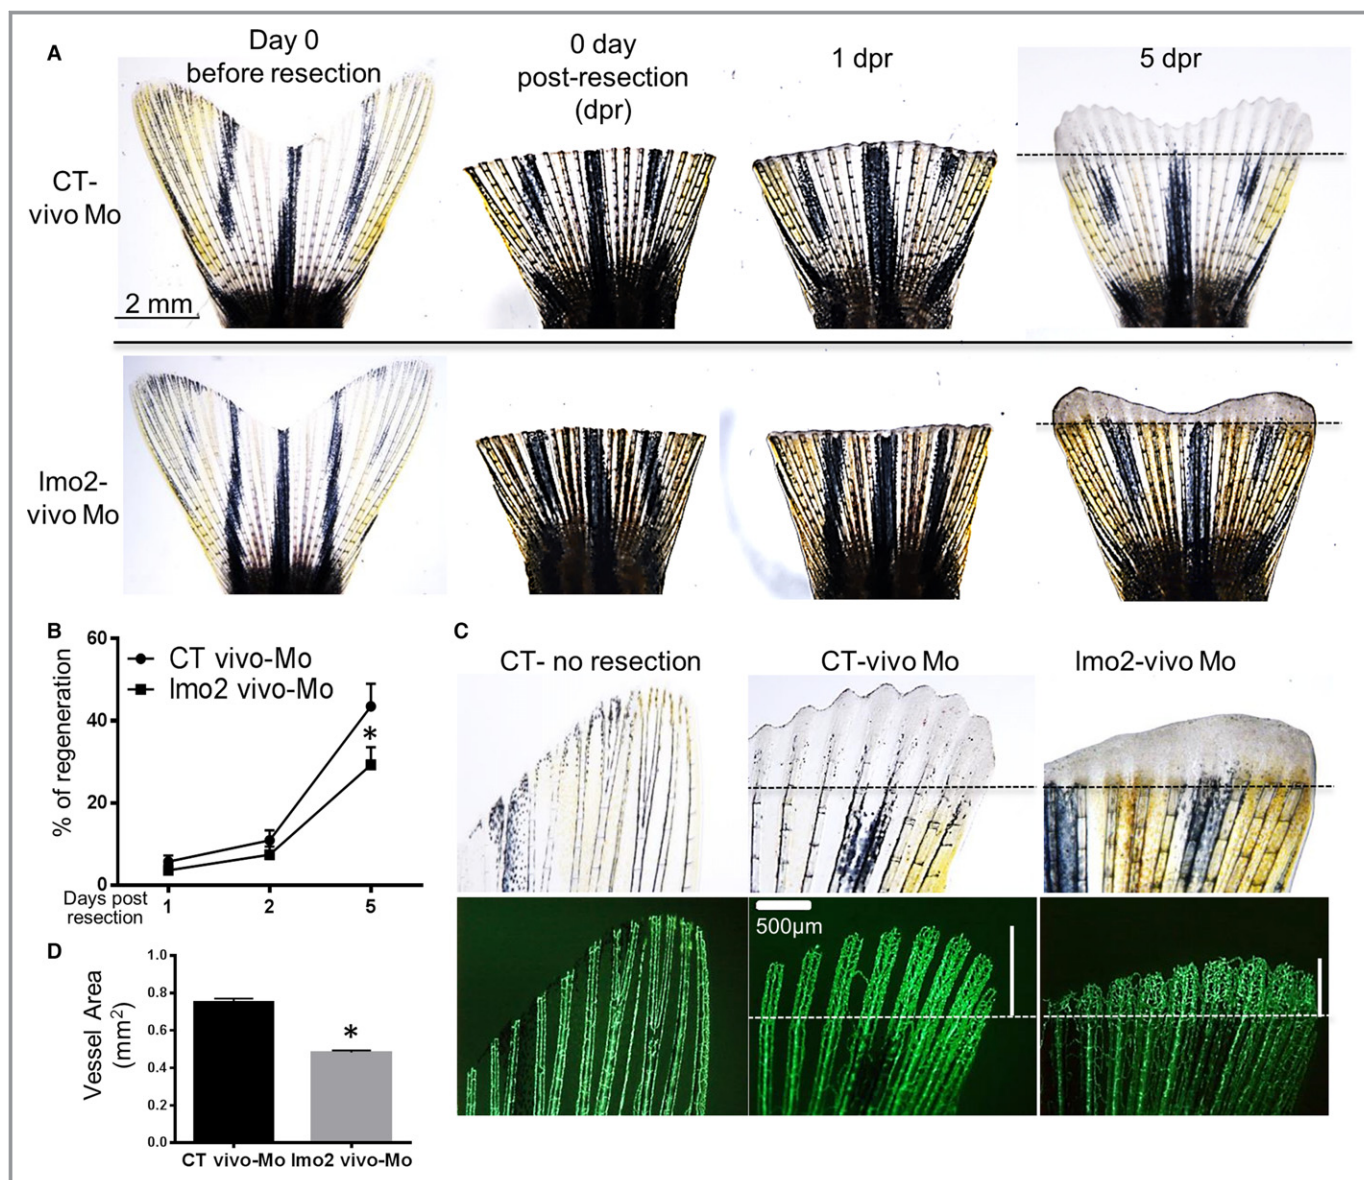 A
Day 0
before resection
0 day
post-resection
(dpr)
1 dpr
5 dpr
CT-
vivo Mo
2 mm
lmo2-
vivo Mo
B
% of regeneration
60
40
20
0
CT vivo-Mo
lmo2 vivo-Mo
*
Days post
resection
1
2
5
C
CT- no resection
CT-vivo Mo
lmo2-vivo Mo
500µm
D
Vessel Area
(mm²)
1.0
0.8
0.6
0.4
0.2
0.0
*
CT vivo-Mo
lmo2 vivo-Mo